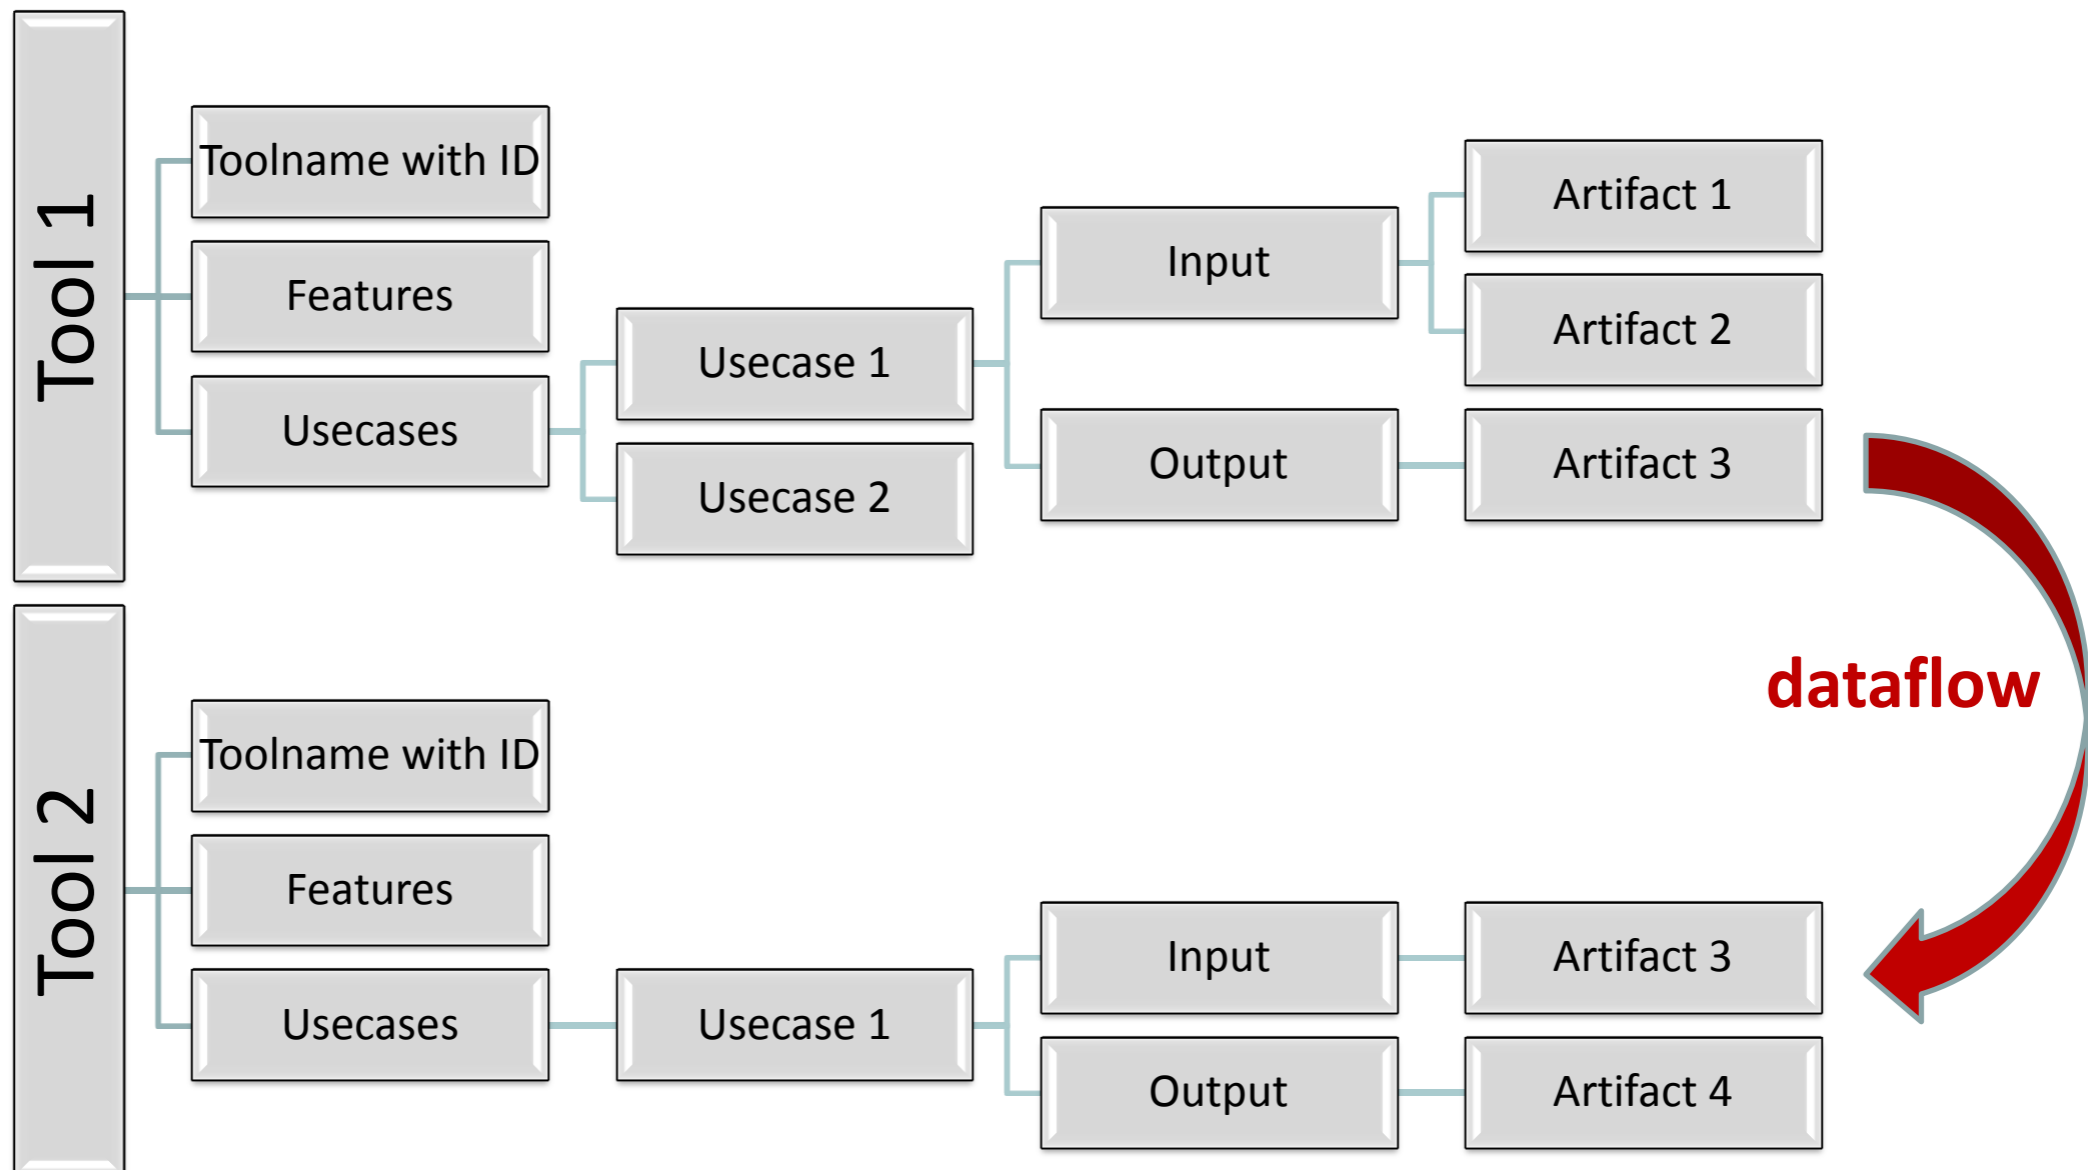 Tool 1
Toolname with ID
Features
Usecases
Usecase 1
Usecase 2
Input
Output
Artifact 1
Artifact 2
Artifact 3
dataflow
Tool 2
Toolname with ID
Features
Usecases
Usecase 1
Input
Output
Artifact 3
Artifact 4